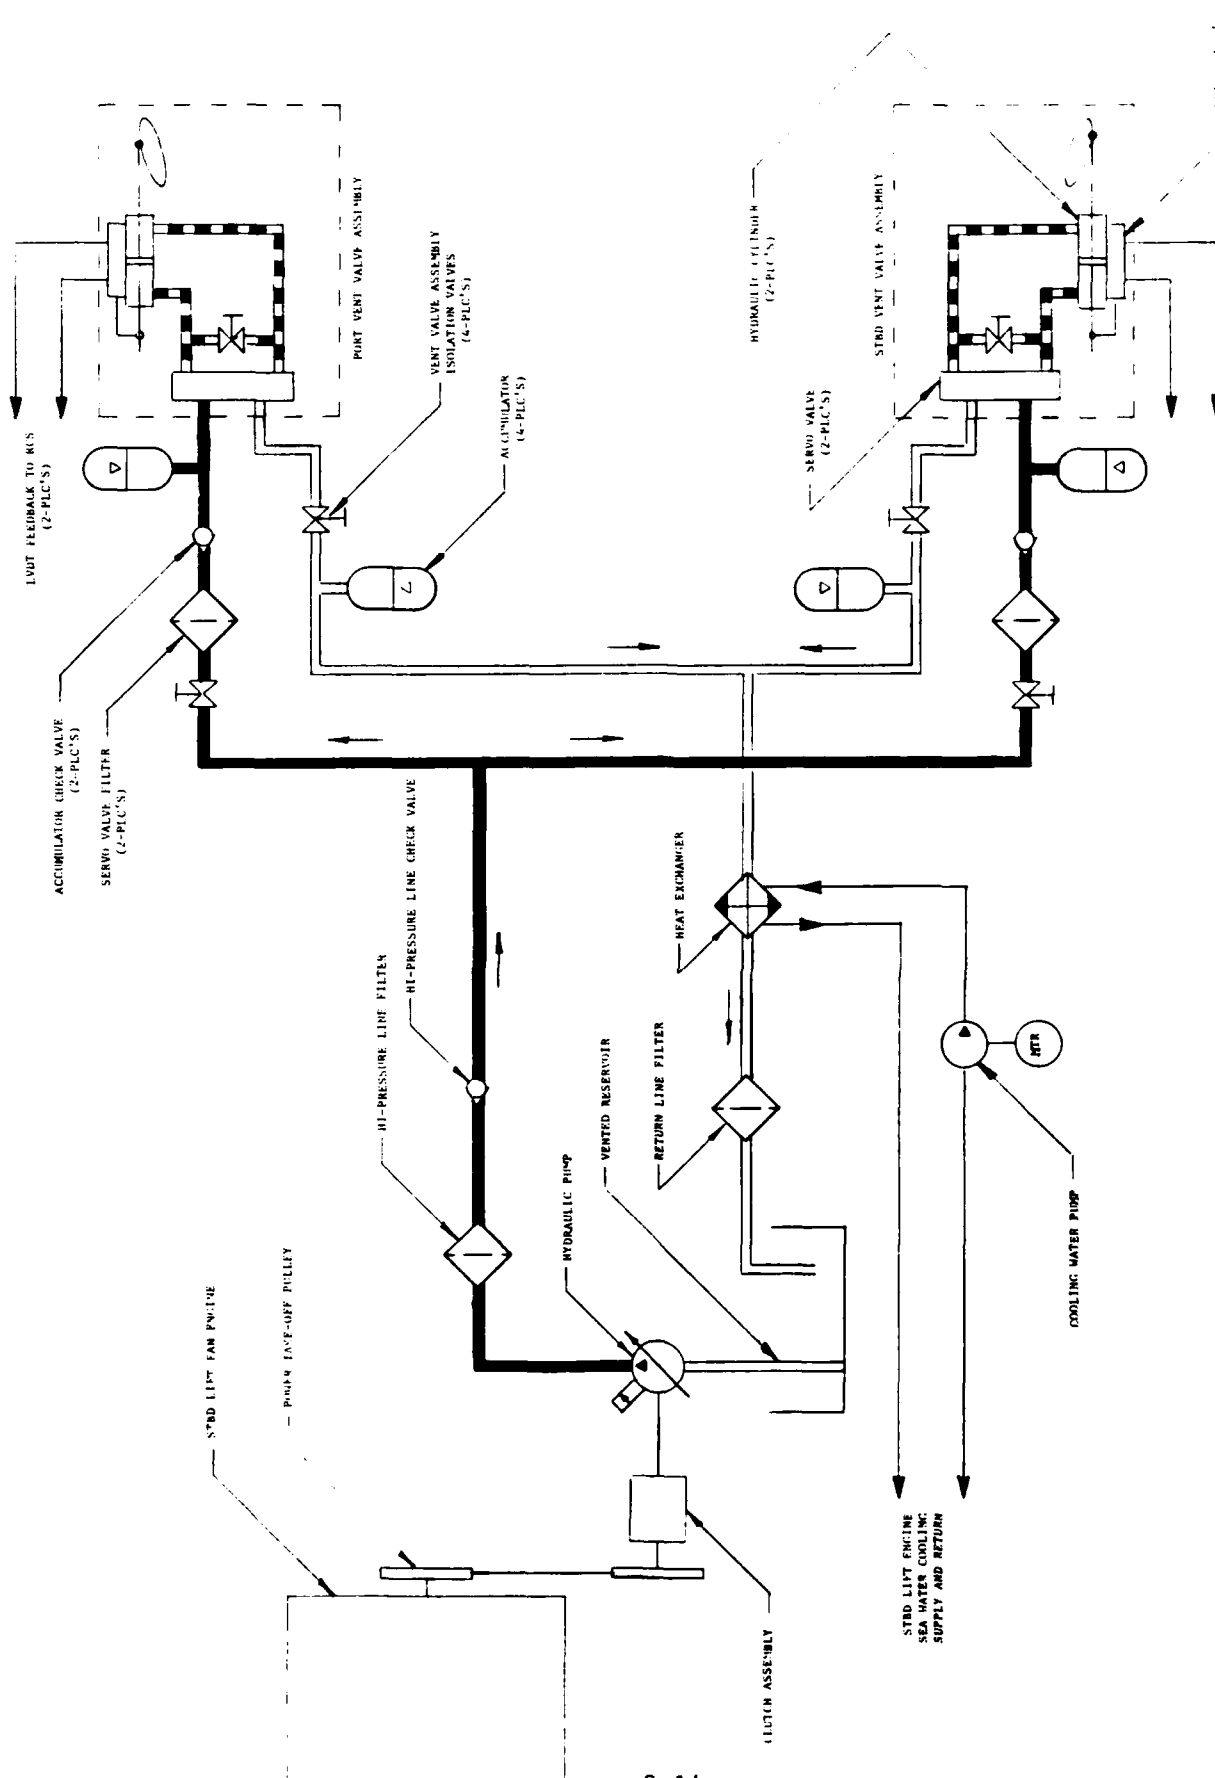 LVDT FEEDBACK TO RCS
(2-PLC'S)
PORT VENT VALVE ASSEMBLY
VENT VALVE ASSEMBLY
ISOLATION VALVES
(4-PLC'S)
ACCUMULATOR
(4-PLC'S)
HYDRAULIC CYLINDER
(2-PLC'S)
STBD VENT VALVE ASSEMBLY
SERVO VALVE
(2-PLC'S)
ACCUMULATOR CHECK VALVE
(2-PLC'S)
SERVO VALVE FILTER
(2-PLC'S)
HI-PRESSURE LINE FILTER
HI-PRESSURE LINE CHECK VALVE
HEAT EXCHANGER
RETURN LINE FILTER
VENTED RESERVOIR
HYDRAULIC PUMP
MTR
COOLING WATER PUMP
STBD LIFT FAN ENGINE
POWER TAKE-OFF PULLEY
CLUTCH ASSEMBLY
STBD LIFT ENGINE
SEA WATER COOLING
SUPPLY AND RETURN